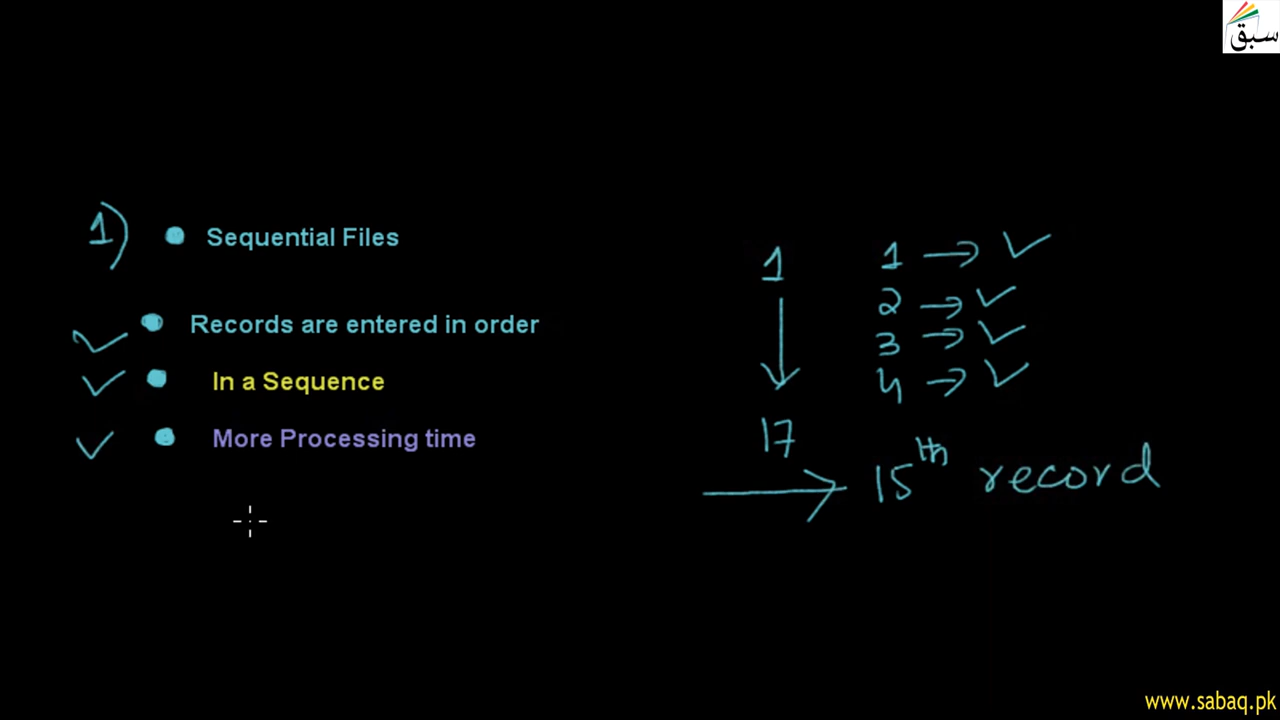 سبق
1) • Sequential Files
• Records are entered in order
• In a Sequence
• More Processing time
1
17
1 → ✓
2 → ✓
3 → ✓
4 → ✓
→ 15th record
www.sabaq.pk